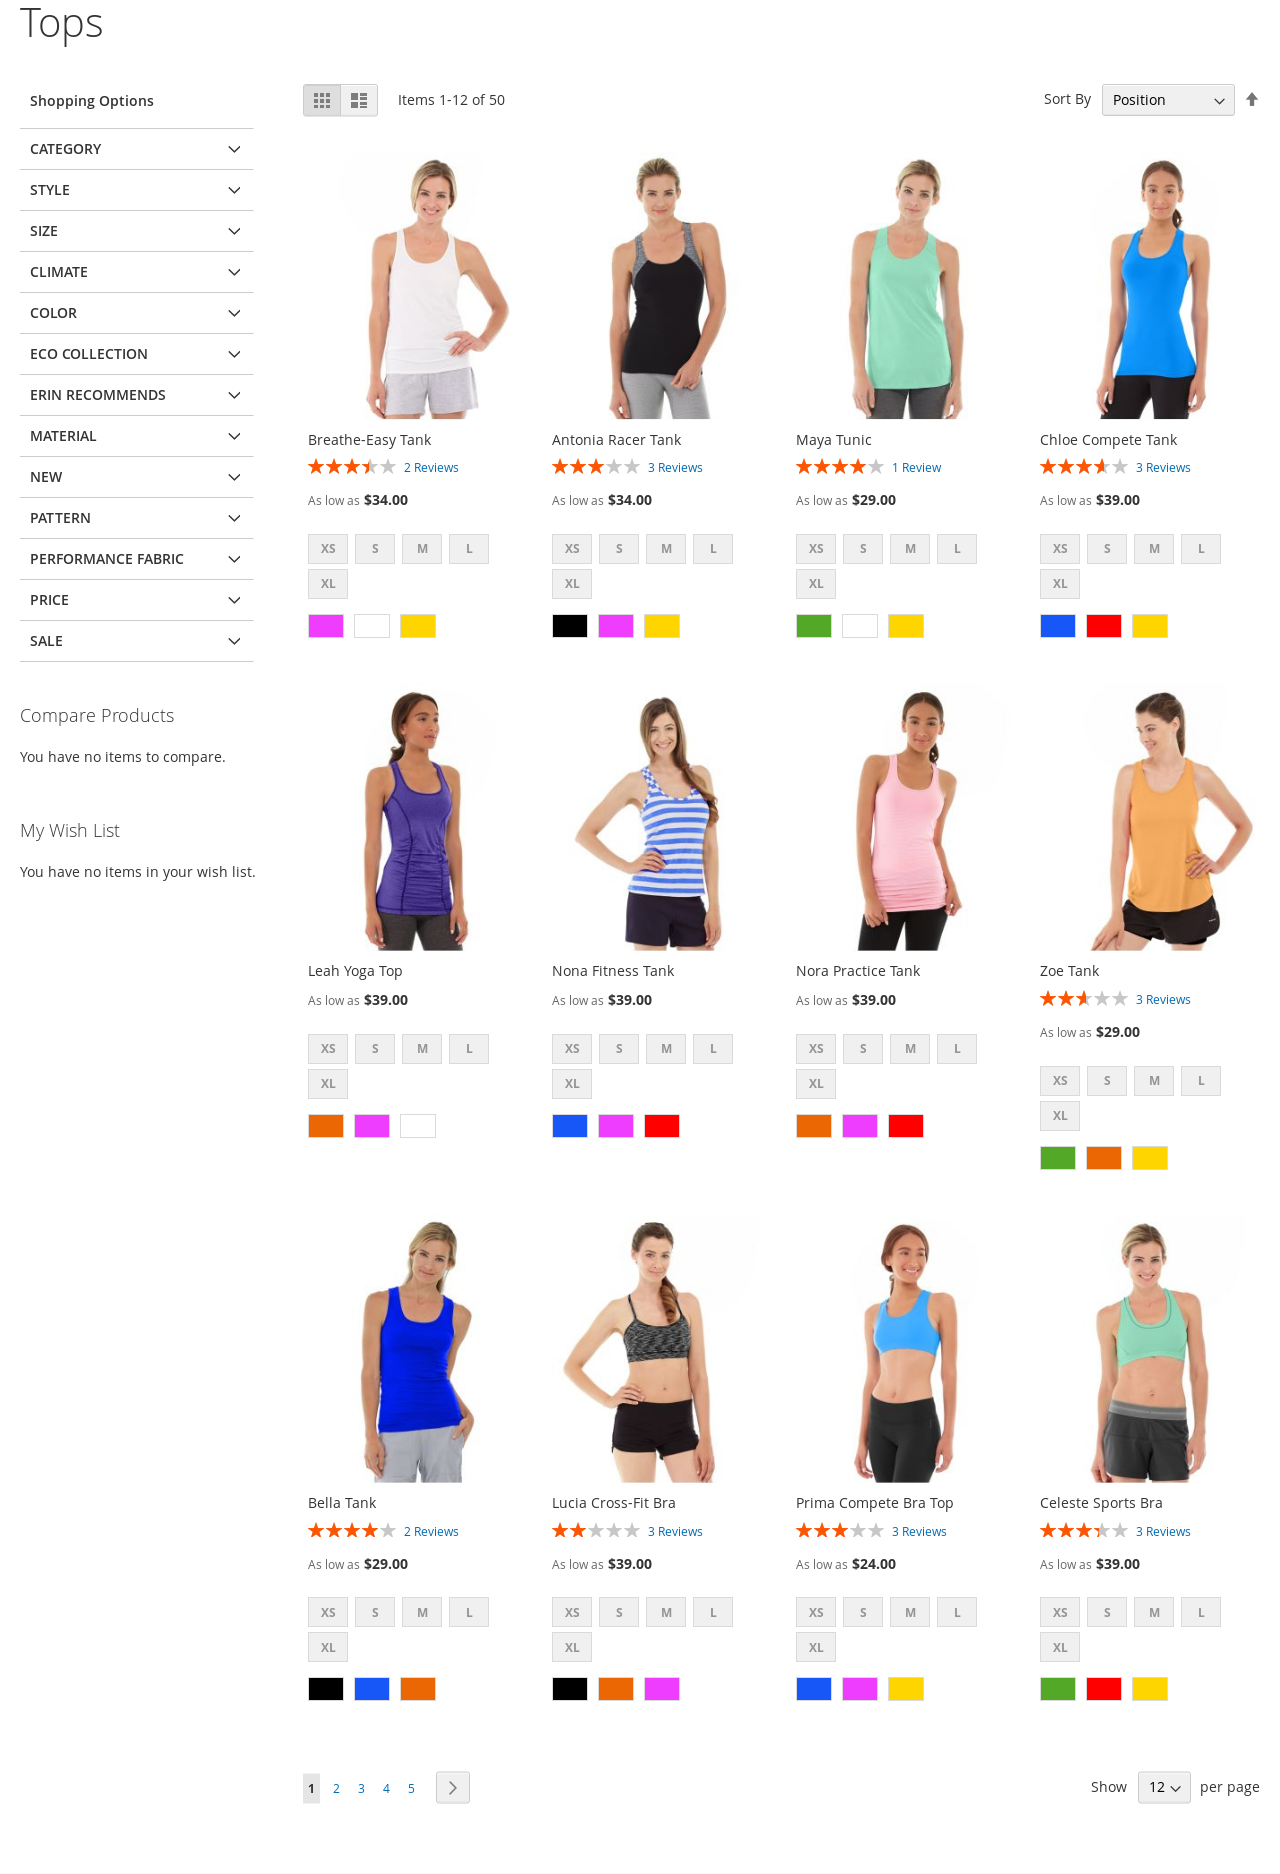 Tops
Shopping Options
CATEGORY
STYLE
SIZE
CLIMATE
COLOR
ECO COLLECTION
ERIN RECOMMENDS
MATERIAL
NEW
PATTERN
PERFORMANCE FABRIC
PRICE
SALE
Compare Products
You have no items to compare.
My Wish List
You have no items in your wish list.
Items 1-12 of 50
Sort By Position
Breathe-Easy Tank
2 Reviews
As low as $34.00
XS S M L
XL
Antonia Racer Tank
3 Reviews
As low as $34.00
XS S M L
XL
Maya Tunic
1 Review
As low as $29.00
XS S M L
XL
Chloe Compete Tank
3 Reviews
As low as $39.00
XS S M L
XL
Leah Yoga Top
As low as $39.00
XS S M L
XL
Nona Fitness Tank
As low as $39.00
XS S M L
XL
Nora Practice Tank
As low as $39.00
XS S M L
XL
Zoe Tank
3 Reviews
As low as $29.00
XS S M L
XL
Bella Tank
2 Reviews
As low as $29.00
XS S M L
XL
Lucia Cross-Fit Bra
3 Reviews
As low as $39.00
XS S M L
XL
Prima Compete Bra Top
3 Reviews
As low as $24.00
XS S M L
XL
Celeste Sports Bra
3 Reviews
As low as $39.00
XS S M L
XL
1 2 3 4 5
Show 12 per page